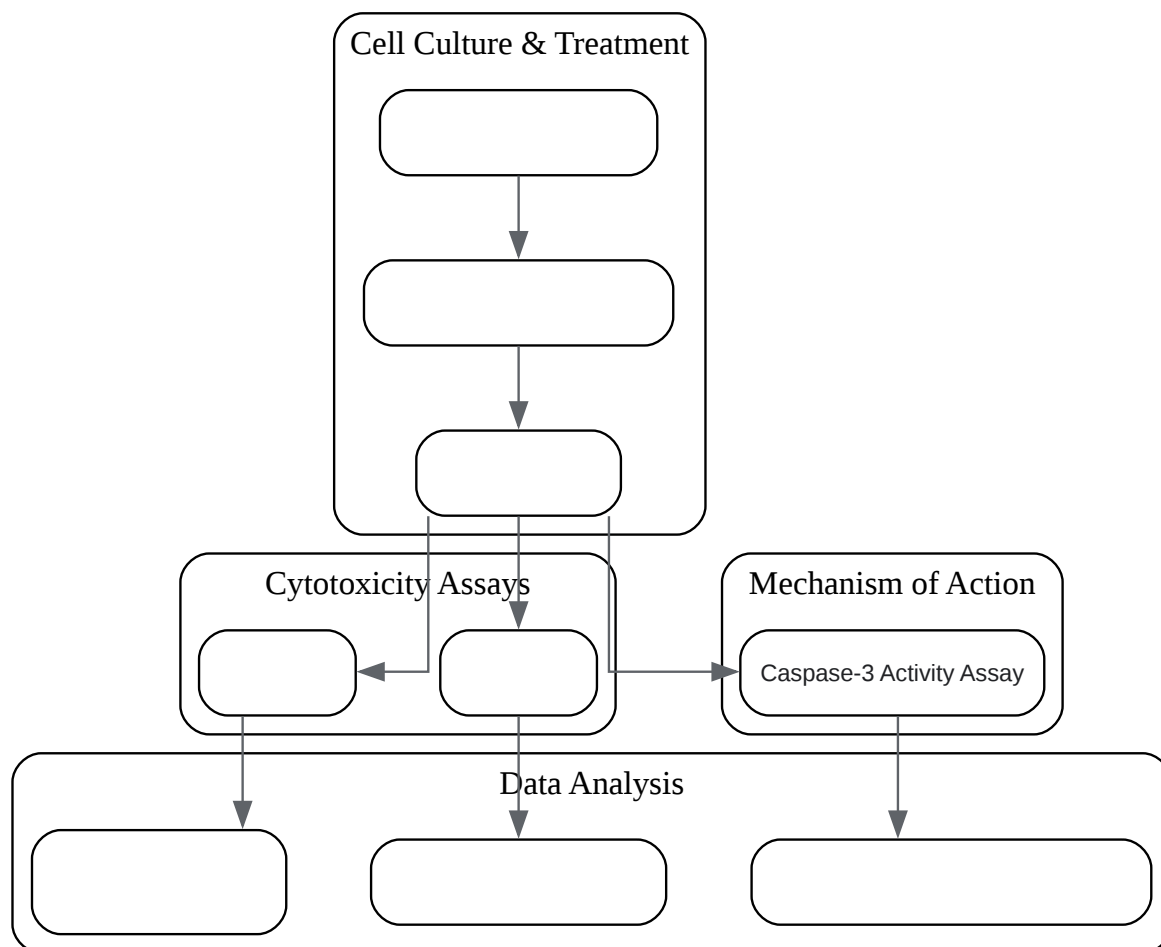 Cell Culture & Treatment
Cytotoxicity Assays
Mechanism of Action
Caspase-3 Activity Assay
Data Analysis